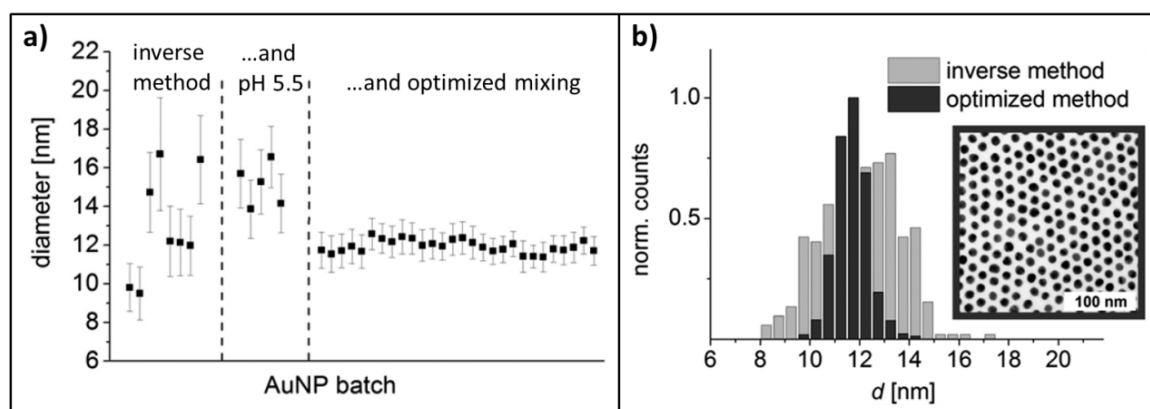 a)
inverse
method
...and
pH 5.5
...and optimized mixing
22
20
18
16
14
12
10
8
6
diameter [nm]
AuNP batch
b)
inverse method
optimized method
1.0
0.5
norm. counts
100 nm
6 8 10 12 14 16 18 20
d [nm]